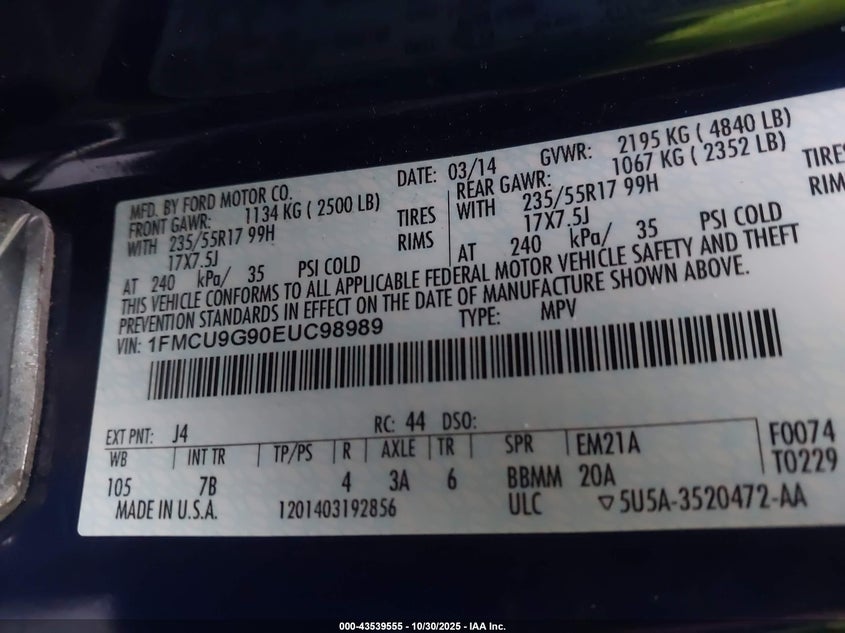 MFD. BY FORD MOTOR CO. DATE: 03/14 GVWR: 2195 KG ( 4840 LB)
FRONT GAWR: 1134 KG ( 2500 LB) REAR GAWR: 1067 KG ( 2352 LB)
WITH 235/55R17 99H TIRES WITH 235/55R17 99H TIRES
17X7.5J RIMS 17X7.5J RIMS
AT 240 kPa/ 35 PSI COLD AT 240 kPa/ 35 PSI COLD
THIS VEHICLE CONFORMS TO ALL APPLICABLE FEDERAL MOTOR VEHICLE SAFETY AND THEFT
PREVENTION STANDARDS IN EFFECT ON THE DATE OF MANUFACTURE SHOWN ABOVE.
VIN: 1FMCU9G90EUC98989 TYPE: MPV
EXT PNT: J4 RC: 44 DSO:
WB INT TR TP/PS R AXLE TR SPR EM21A F0074
105 7B 4 3A 6 BBMM 20A T0229
MADE IN U.S.A. 1201403192856 ULC ▽5U5A-3520472-AA
000-43539555 - 10/30/2025 - IAA Inc.